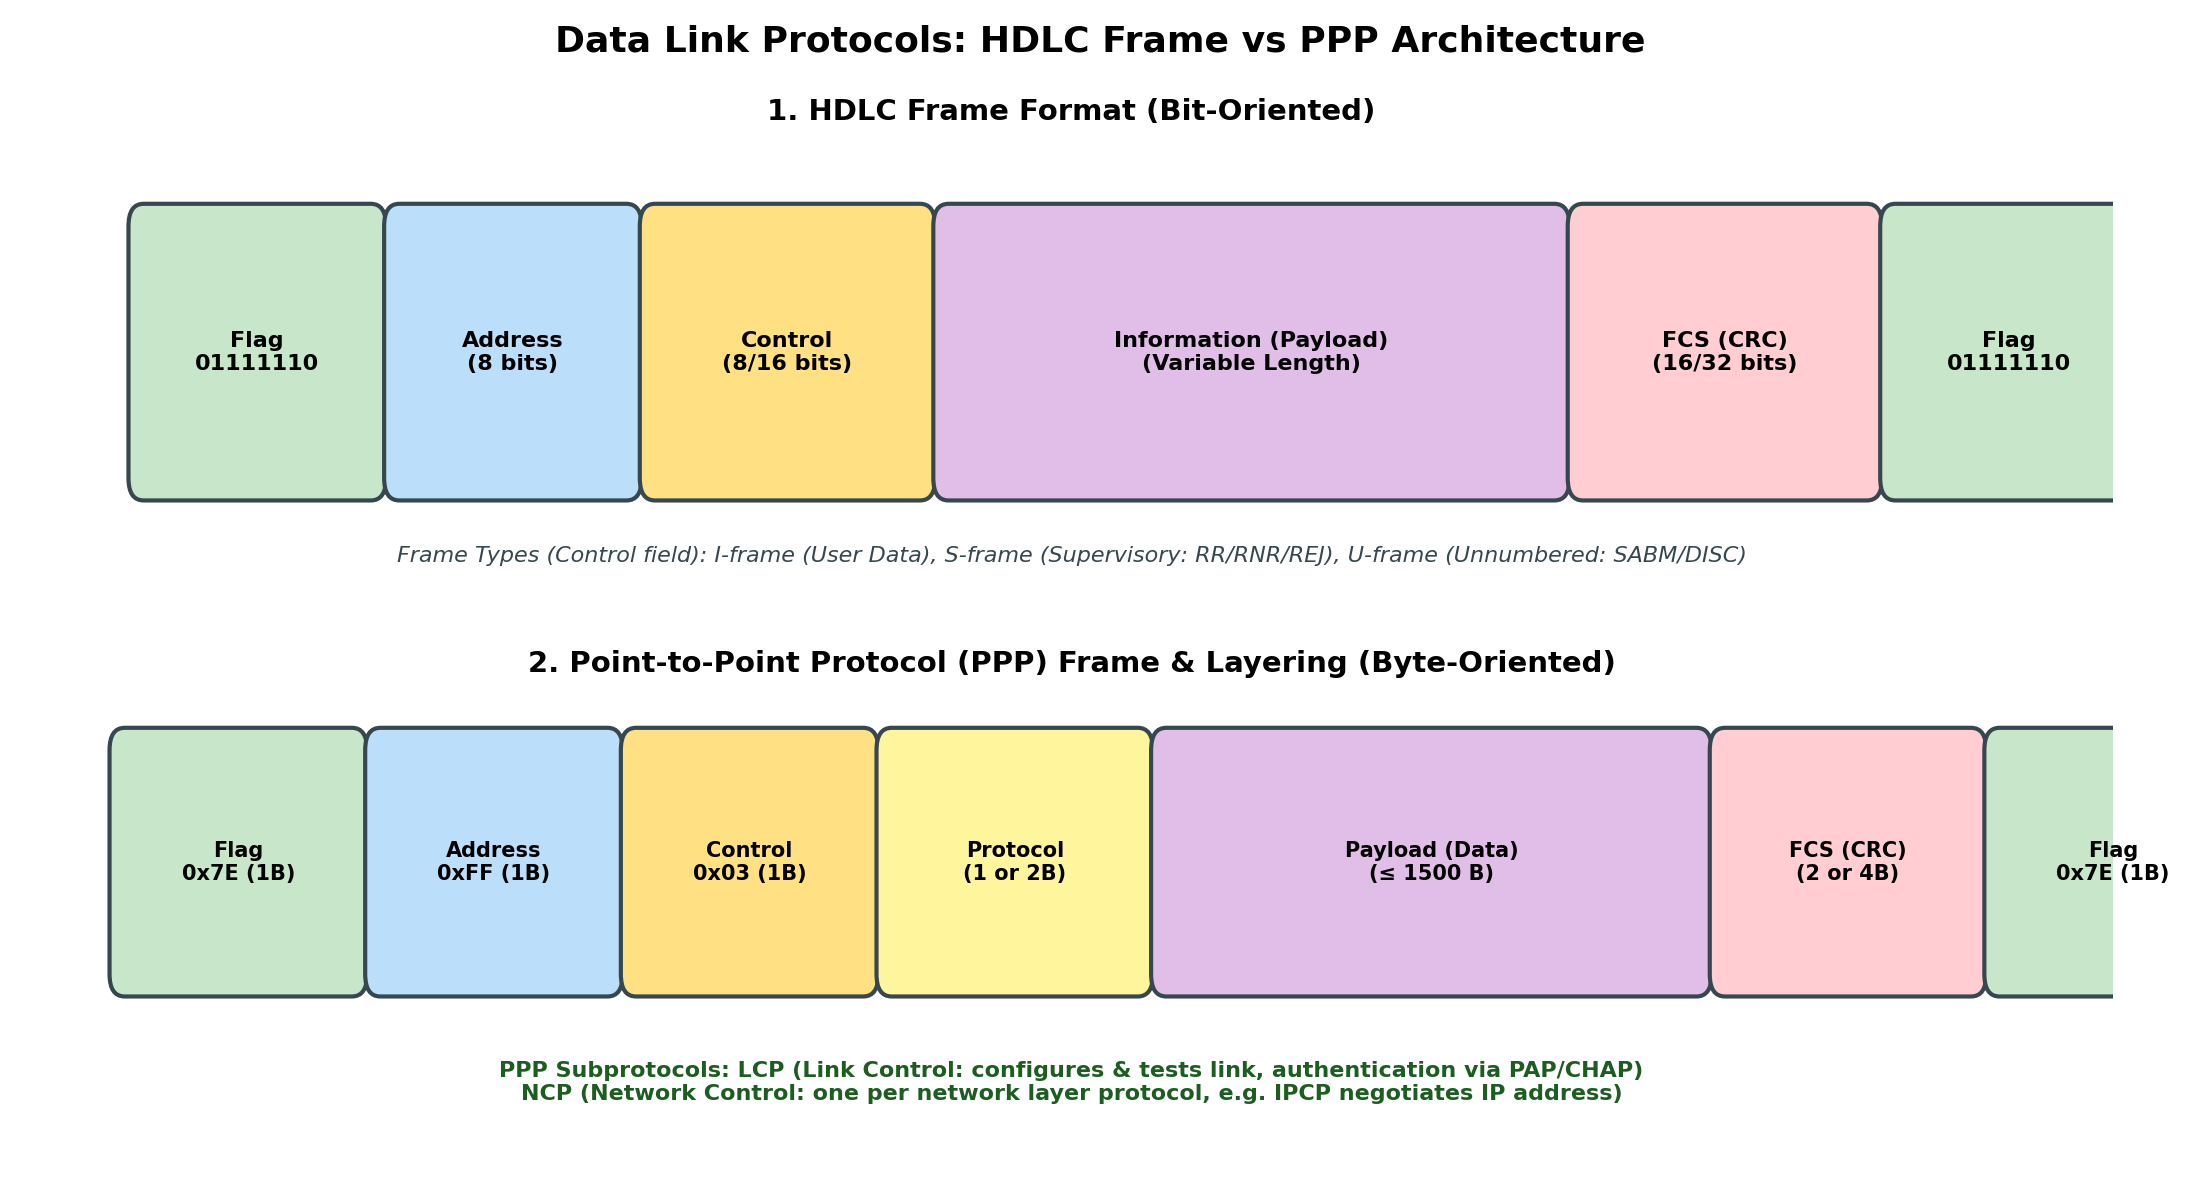 Data Link Protocols: HDLC Frame vs PPP Architecture
1. HDLC Frame Format (Bit-Oriented)
Flag
01111110
Address
(8 bits)
Control
(8/16 bits)
Information (Payload)
(Variable Length)
FCS (CRC)
(16/32 bits)
Flag
01111110
Frame Types (Control field): I-frame (User Data), S-frame (Supervisory: RR/RNR/REJ), U-frame (Unnumbered: SABM/DISC)
2. Point-to-Point Protocol (PPP) Frame & Layering (Byte-Oriented)
Flag
0x7E (1B)
Address
0xFF (1B)
Control
0x03 (1B)
Protocol
(1 or 2B)
Payload (Data)
(≤ 1500 B)
FCS (CRC)
(2 or 4B)
Flag
0x7E (1B)
PPP Subprotocols: LCP (Link Control: configures & tests link, authentication via PAP/CHAP)
NCP (Network Control: one per network layer protocol, e.g. IPCP negotiates IP address)